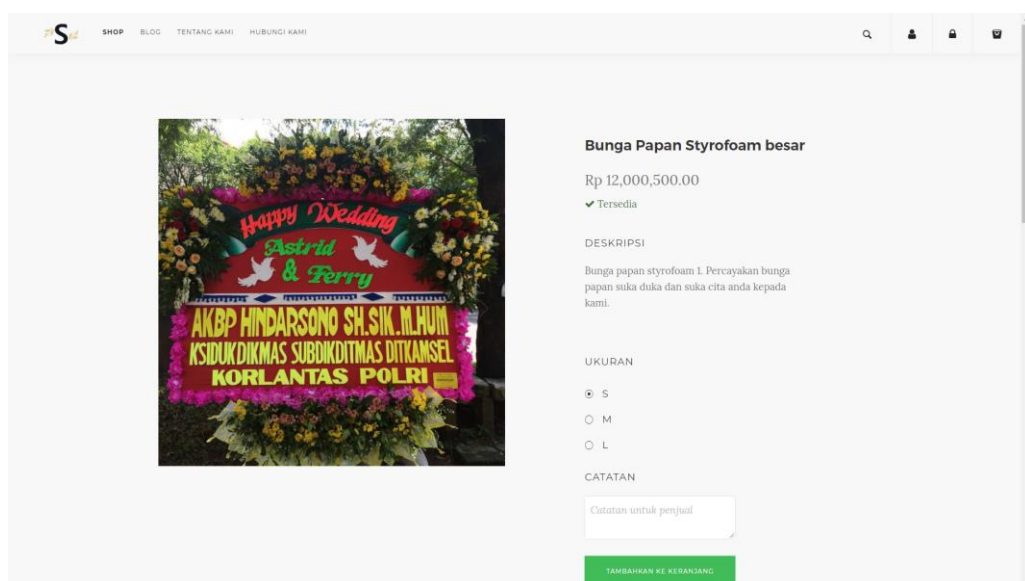 S
SHOP BLOG TENTANG KAMI HUBUNGI KAMI
Happy Wedding
Astrid
& Ferry
AKBP HINDARSONO SH.SIK.M.HUM
KSIDUKDIKMAS SUBDIKDITMAS DITKAMSEL
KORLANTAS POLRI
Bunga Papan Styrofoam besar
Rp 12,000,500.00
Tersedia
DESKRIPSI
Bunga papan styrofoam 1. Percayakan bunga
papan suka duka dan suka cita anda kepada
kami.
UKURAN
S
M
L
CATATAN
Catatan untuk penjual
TAMBAHKAN KE KERANJANG